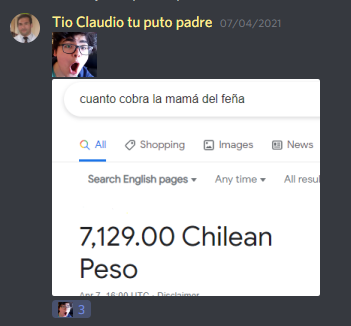 Tio Claudio tu puto padre 07/04/2021
cuanto cobra la mamá del feña
All Shopping Images News
Search English pages Any time All resul
7,129.00 Chilean
Peso
Apr 7, 16:00 UTC · Disclaimer
3